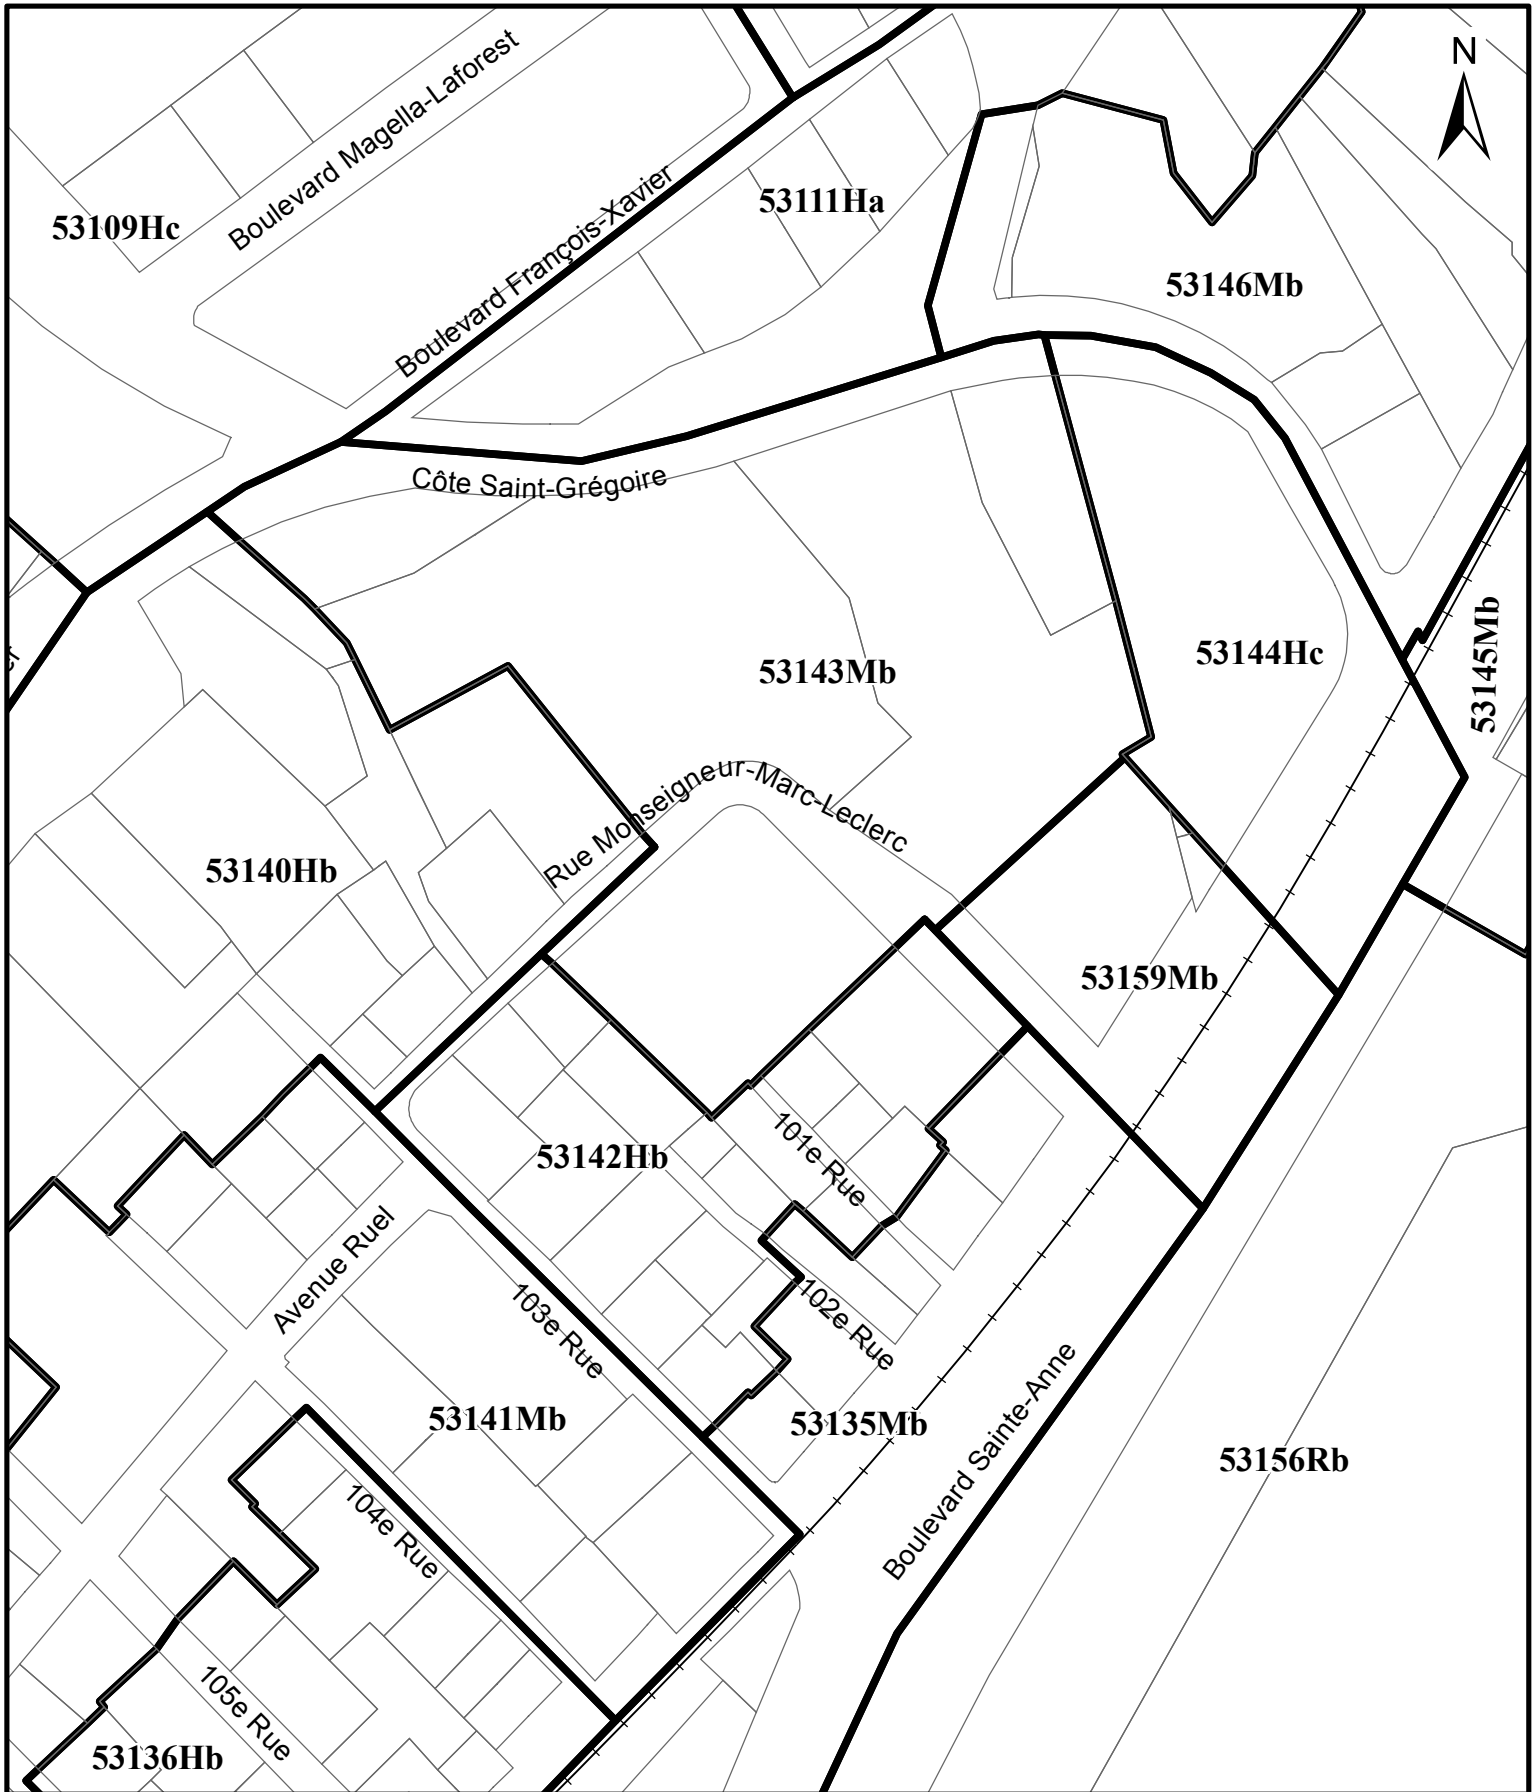 N
Boulevard Magella-Laforest
53109Hc
53111Ha
Boulevard François-Xavier
53146Mb
Côte Saint-Grégoire
er
53145Mb
53144Hc
53143Mb
Rue Monseigneur-Marc-Leclerc
53140Hb
53159Mb
53142Hb
101e Rue
Avenue Ruel
103e Rue
102e Rue
53141Mb
53135Mb
Boulevard Sainte-Anne
53156Rb
104e Rue
105e Rue
53136Hb